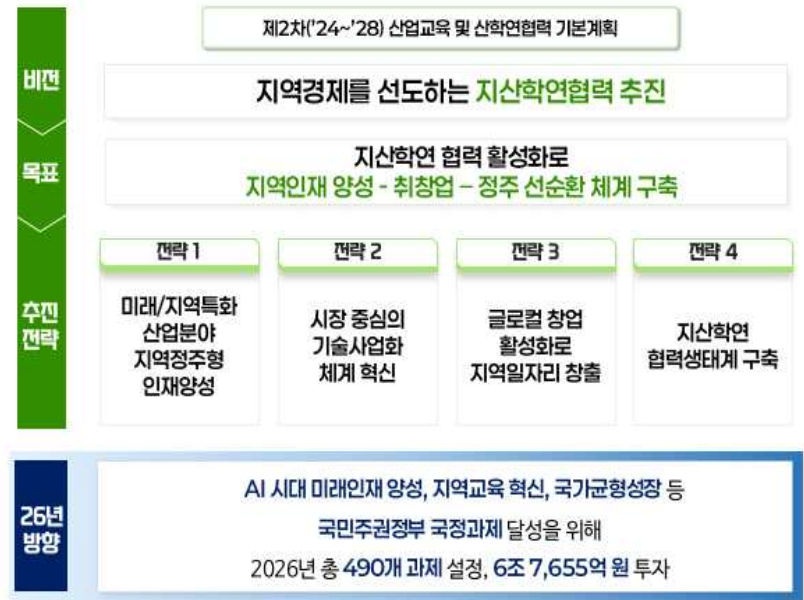 제2차('24~'28) 산업교육 및 산학연협력 기본계획
비전
지역경제를 선도하는 지산학연협력 추진
목표
지산학연 협력 활성화로
지역인재 양성 - 취창업 – 정주 선순환 체계 구축
추진
전략
전략 1
미래/지역특화
산업분야
지역정주형
인재양성
전략 2
시장 중심의
기술사업화
체계 혁신
전략 3
글로컬 창업
활성화로
지역일자리 창출
전략 4
지산학연
협력생태계 구축
26년
방향
AI 시대 미래인재 양성, 지역교육 혁신, 국가균형성장 등
국민주권정부 국정과제 달성을 위해
2026년 총 490개 과제 설정, 6조 7,655억 원 투자